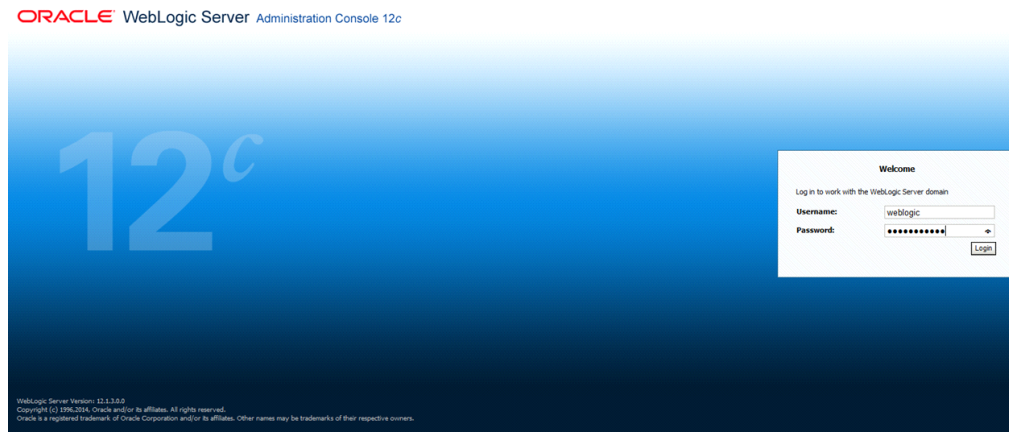 ORACLE WebLogic Server Administration Console 12c
12c
Welcome
Log in to work with the WebLogic Server domain
Username: weblogic
Password: ●●●●●●●●●●●
Login
WebLogic Server Version: 12.1.3.0.0
Copyright (c) 1996,2014, Oracle and/or its affiliates. All rights reserved.
Oracle is a registered trademark of Oracle Corporation and/or its affiliates. Other names may be trademarks of their respective owners.